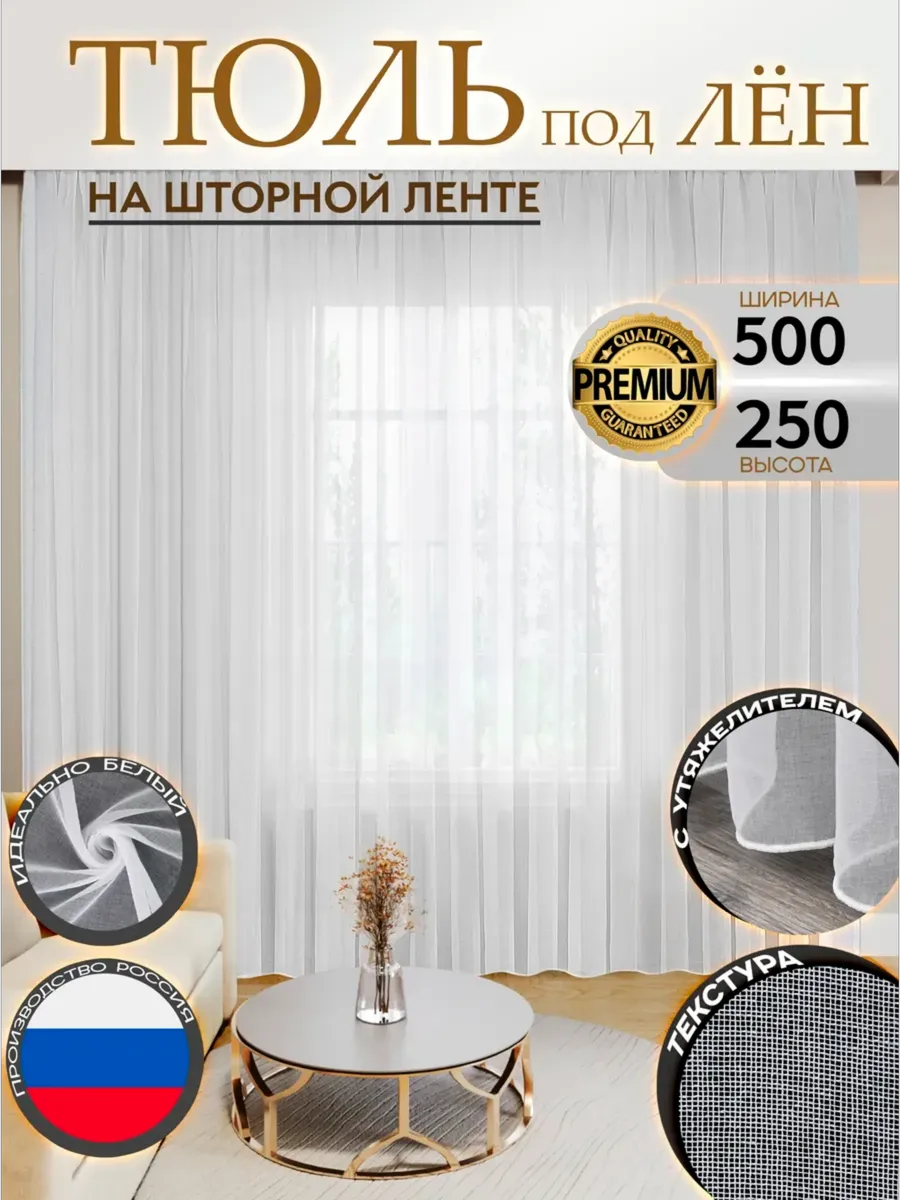 ТЮЛЬ под ЛЁН
НА ШТОРНОЙ ЛЕНТЕ
ШИРИНА
500
250
ВЫСОТА
QUALITY
PREMIUM
GUARANTEED
С УТЯЖЕЛИТЕЛЕМ
ИДЕАЛЬНО БЕЛЫЙ
ПРОИЗВОДСТВО РОССИЯ
ТЕКСТУРА